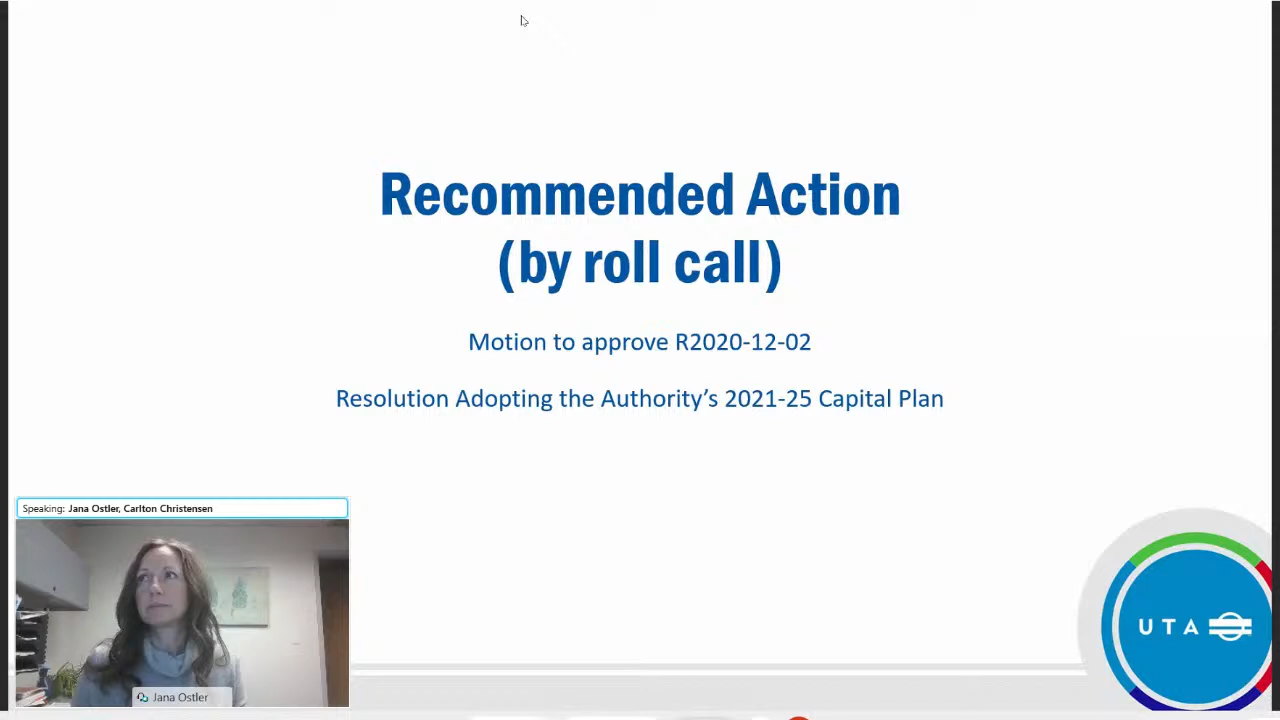 Recommended Action
(by roll call)
Motion to approve R2020-12-02
Resolution Adopting the Authority's 2021-25 Capital Plan
Speaking: Jana Ostler, Carlton Christensen
Jana Ostler
UTA